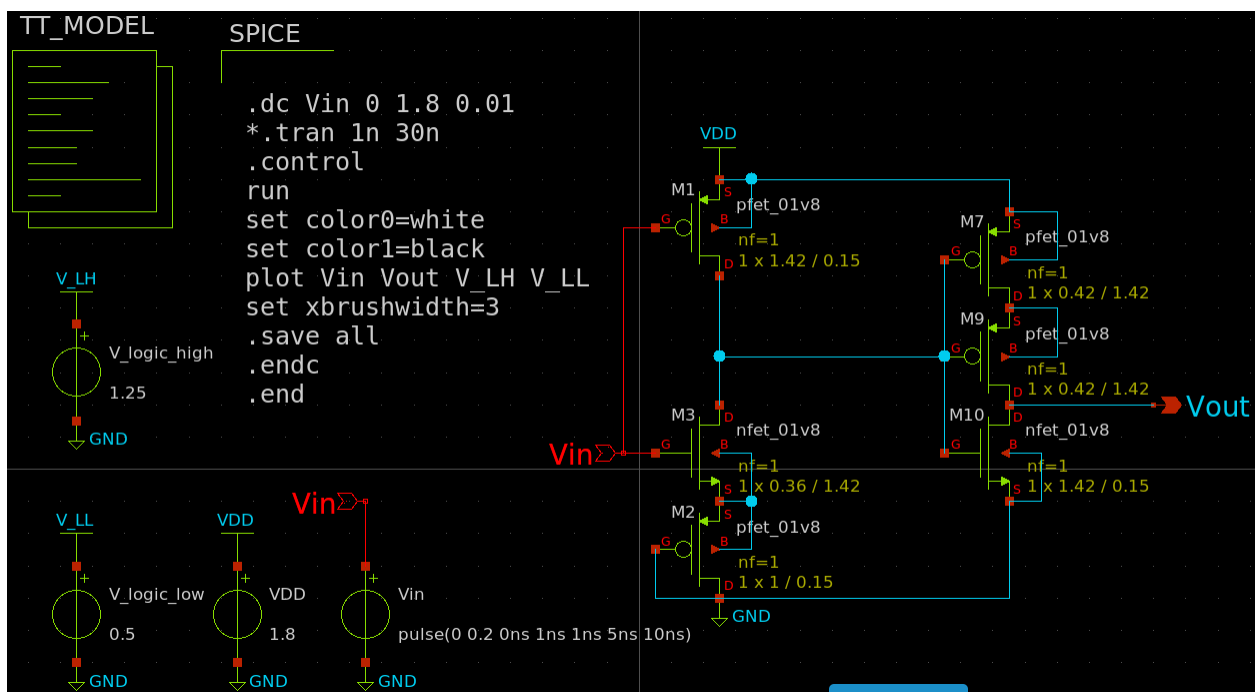 TT_MODEL
SPICE
.dc Vin 0 1.8 0.01
*.tran 1n 30n
.control
run
set color0=white
set color1=black
plot Vin Vout V_LH V_LL
set xbrushwidth=3
.save all
.endc
.end
V_LH
+
V_logic_high
1.25
GND
V_LL
+
V_logic_low
0.5
GND
VDD
+
VDD
1.8
GND
Vin
+
Vin
pulse(0 0.2 0ns 1ns 1ns 5ns 10ns)
GND
VDD
M1
S
pfet_01v8
G
B
nf=1
D
1 x 1.42 / 0.15
Vin
M3
D
nfet_01v8
G
B
nf=1
S
1 x 0.36 / 1.42
M2
S
pfet_01v8
G
B
nf=1
D
1 x 1 / 0.15
GND
M7
S
pfet_01v8
G
B
nf=1
D
1 x 0.42 / 1.42
M9
S
pfet_01v8
G
B
nf=1
D
1 x 0.42 / 1.42
Vout
M10
D
nfet_01v8
G
B
nf=1
S
1 x 1.42 / 0.15